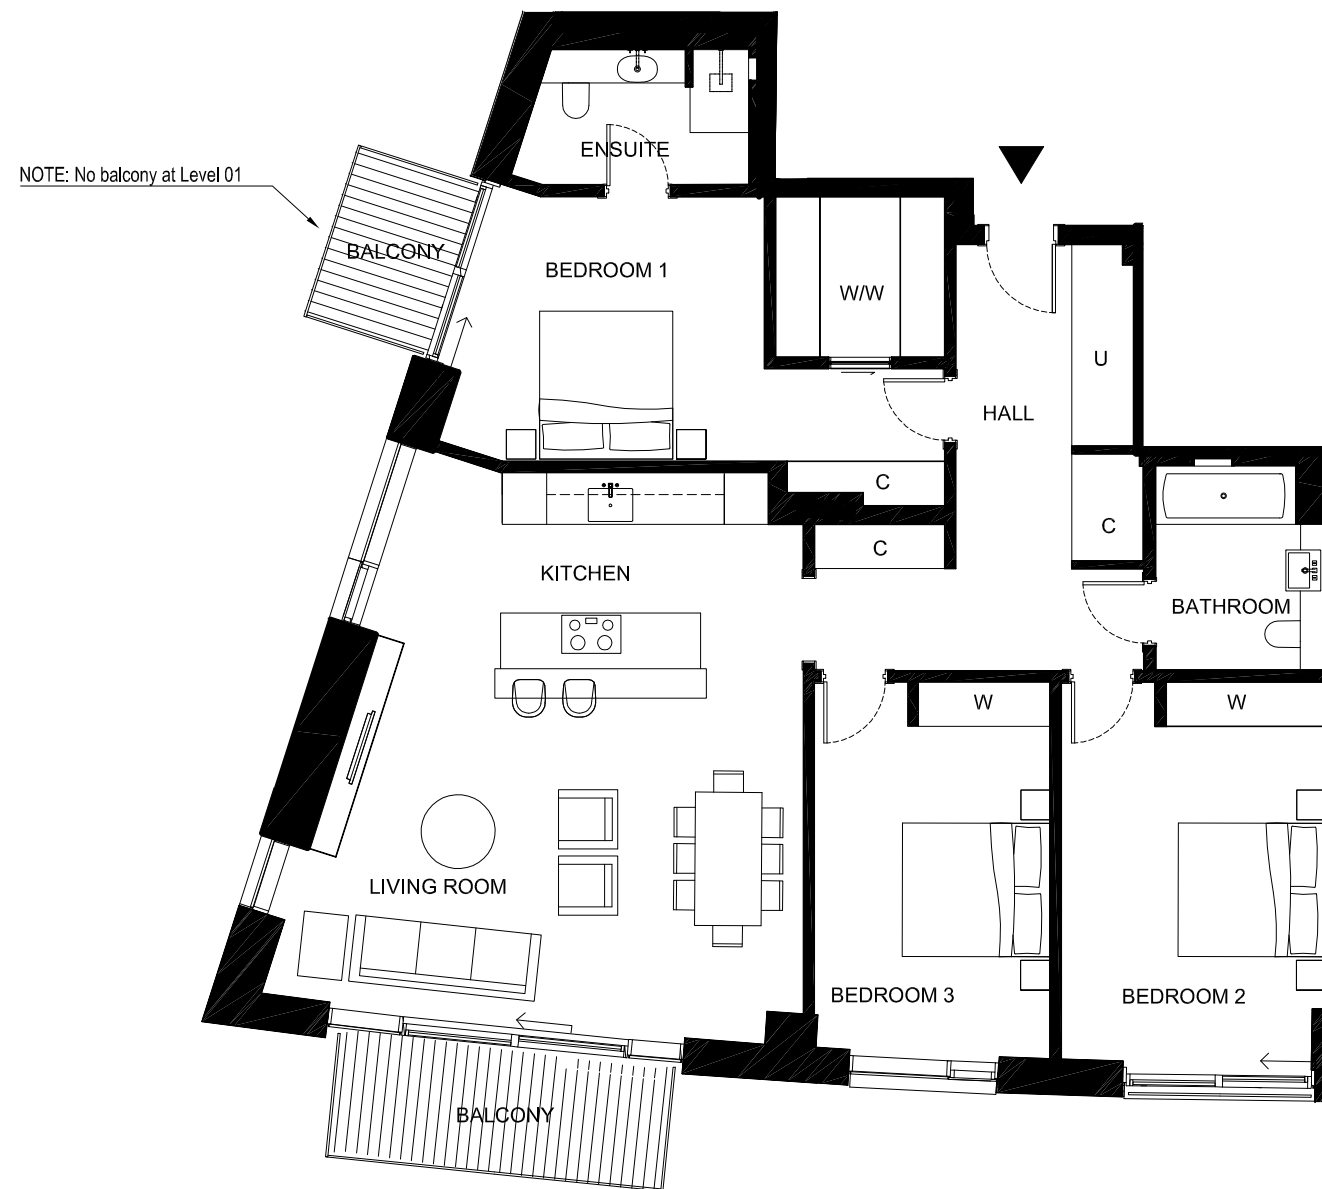 ENSUITE
NOTE: No balcony at Level 01
BALCONY
BEDROOM 1
W/W
U
HALL
C
C
C
KITCHEN
BATHROOM
W
W
LIVING ROOM
BEDROOM 3
BEDROOM 2
BALCONY